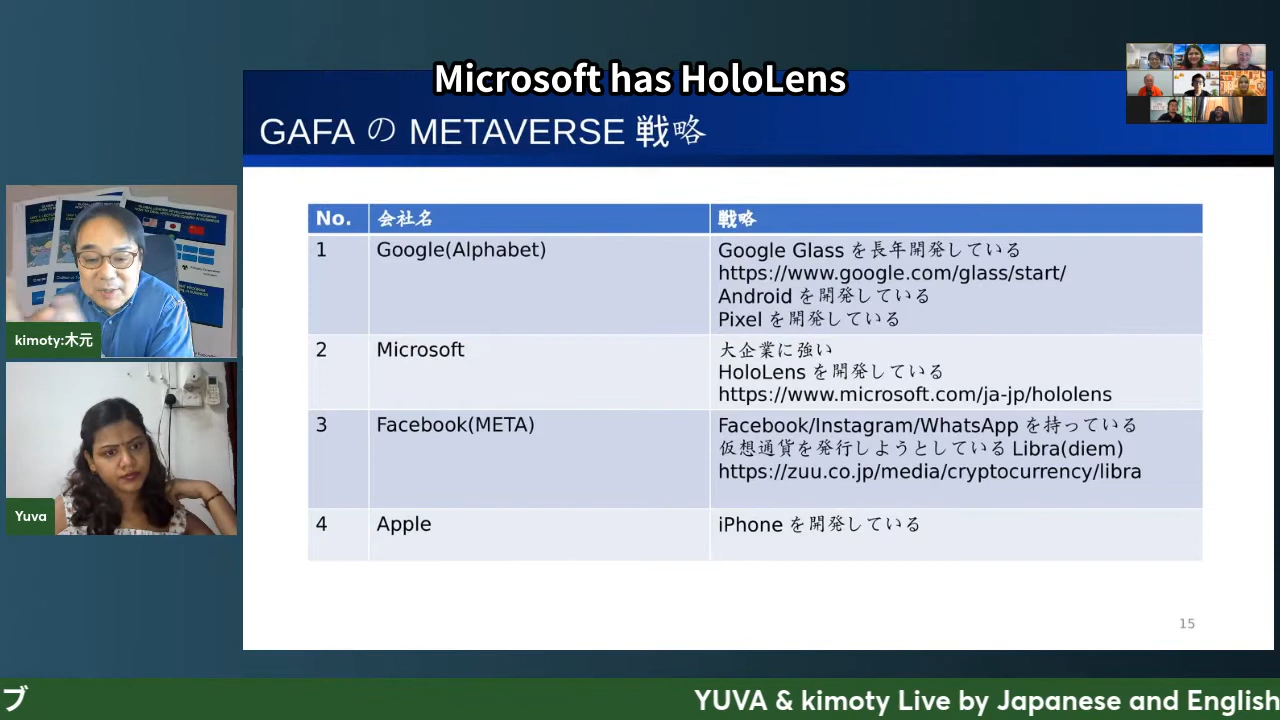 Microsoft has HoloLens
GAFA の METAVERSE 戦略
No. 会社名 戦略
1 Google(Alphabet) Google Glass を長年開発している
https://www.google.com/glass/start/
Android を開発している
Pixel を開発している
2 Microsoft 大企業に強い
HoloLens を開発している
https://www.microsoft.com/ja-jp/hololens
3 Facebook(META) Facebook/Instagram/WhatsApp を持っている
仮想通貨を発行しようとしている Libra(diem)
https://zuu.co.jp/media/cryptocurrency/libra
4 Apple iPhone を開発している
15
kimoty:木元
Yuva
ブ
YUVA & kimoty Live by Japanese and English